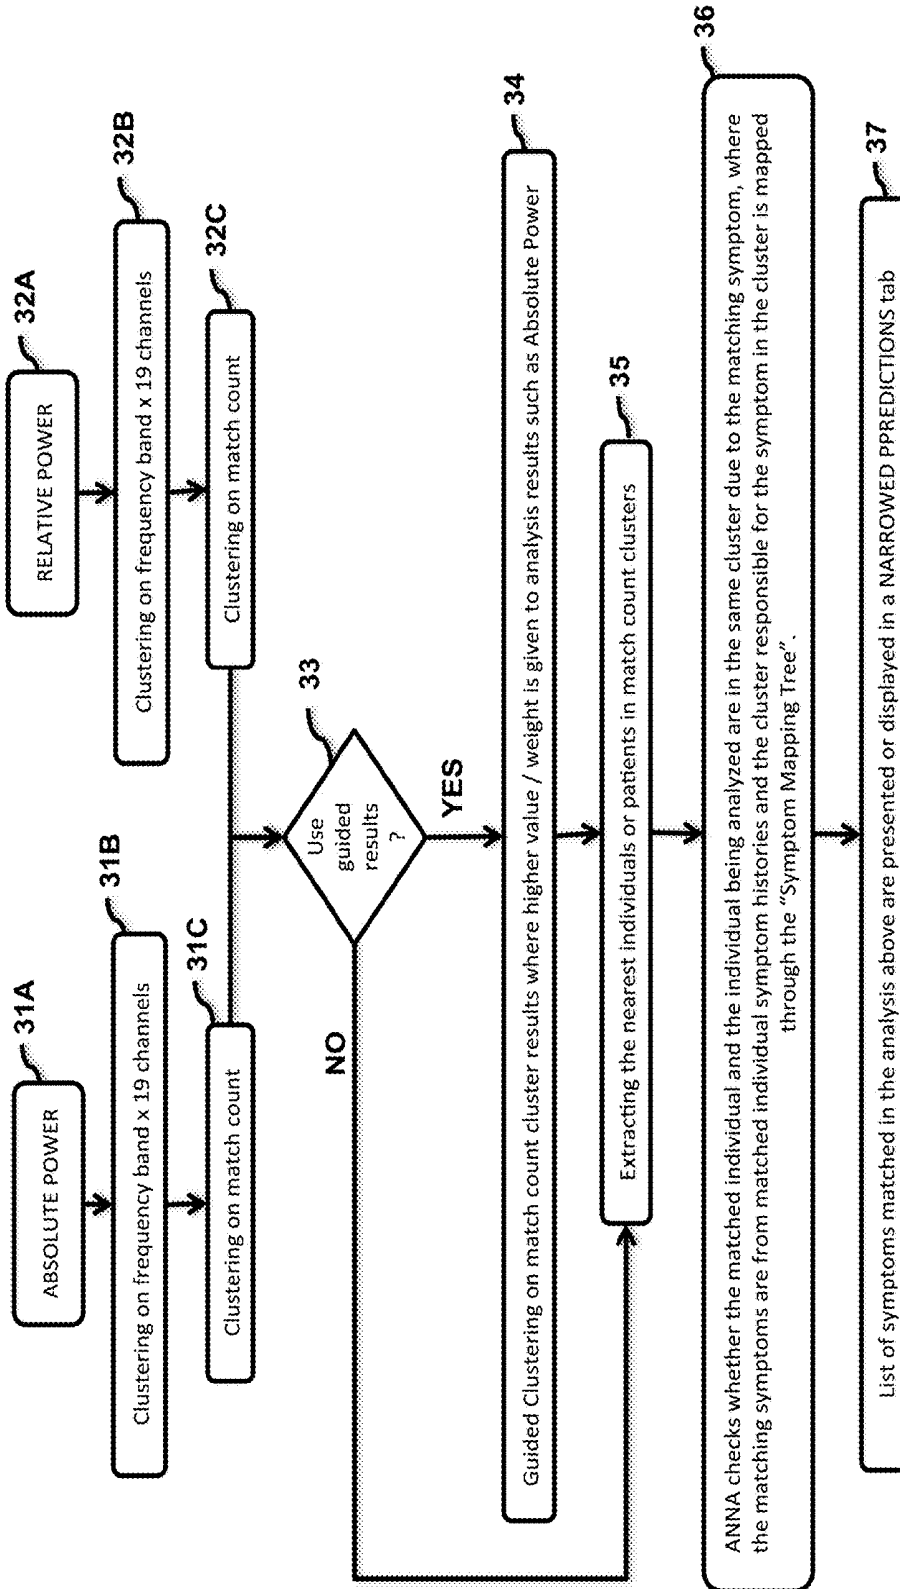 31A
ABSOLUTE POWER
32A
RELATIVE POWER
31B
Clustering on frequency band x 19 channels
32B
Clustering on frequency band x 19 channels
31C
Clustering on match count
32C
Clustering on match count
33
Use
guided
results
?
NO
YES
34
Guided Clustering on match count cluster results where higher value / weight is given to analysis results such as Absolute Power
35
Extracting the nearest individuals or patients in match count clusters
36
ANNA checks whether the matched individual and the individual being analyzed are in the same cluster due to the matching symptom, where
the matching symptoms are from matched individual symptom histories and the cluster responsible for the symptom in the cluster is mapped
through the "Symptom Mapping Tree".
37
List of symptoms matched in the analysis above are presented or displayed in a NARROWED PPREDICTIONS tab